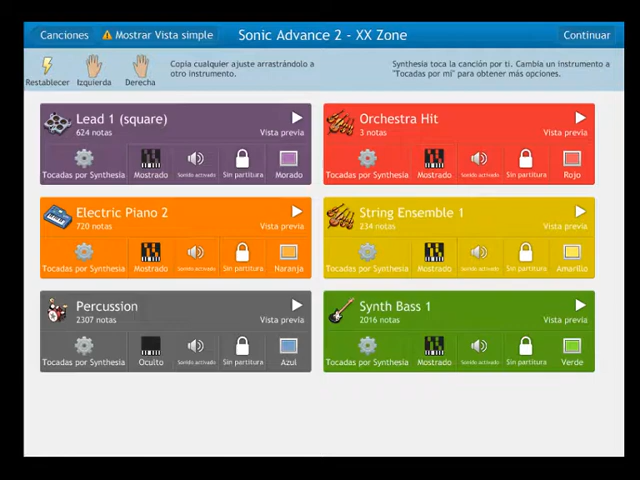 Canciones
Mostrar Vista simple
Sonic Advance 2 - XX Zone
Continuar
Restablecer
Izquierda
Derecha
Copia cualquier ajuste arrastrándolo a
otro instrumento.
Synthesia toca la canción por ti. Cambia un instrumento a
"Tocadas por mi" para obtener más opciones.
Lead 1 (square)
624 notas
Vista previa
Tocadas por Synthesia
Mostrado
Sonido activado
Sin partitura
Morado
Orchestra Hit
3 notas
Vista previa
Tocadas por Synthesia
Mostrado
Sonido activado
Sin partitura
Rojo
Electric Piano 2
720 notas
Vista previa
Tocadas por Synthesia
Mostrado
Sonido activado
Sin partitura
Naranja
String Ensemble 1
234 notas
Vista previa
Tocadas por Synthesia
Mostrado
Sonido activado
Sin partitura
Amarillo
Percussion
2307 notas
Vista previa
Tocadas por Synthesia
Oculto
Sonido activado
Sin partitura
Azul
Synth Bass 1
2016 notas
Vista previa
Tocadas por Synthesia
Mostrado
Sonido activado
Sin partitura
Verde